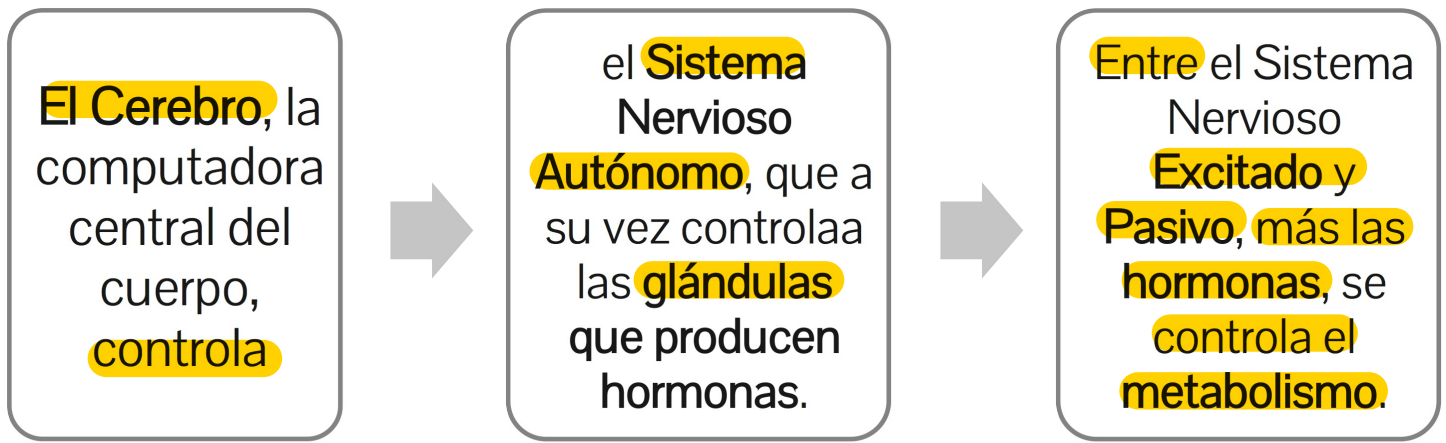 El Cerebro, la
computadora
central del
cuerpo,
controla
el Sistema
Nervioso
Autónomo, que a
su vez controlaa
las glándulas
que producen
hormonas.
Entre el Sistema
Nervioso
Excitado y
Pasivo, más las
hormonas, se
controla el
metabolismo.